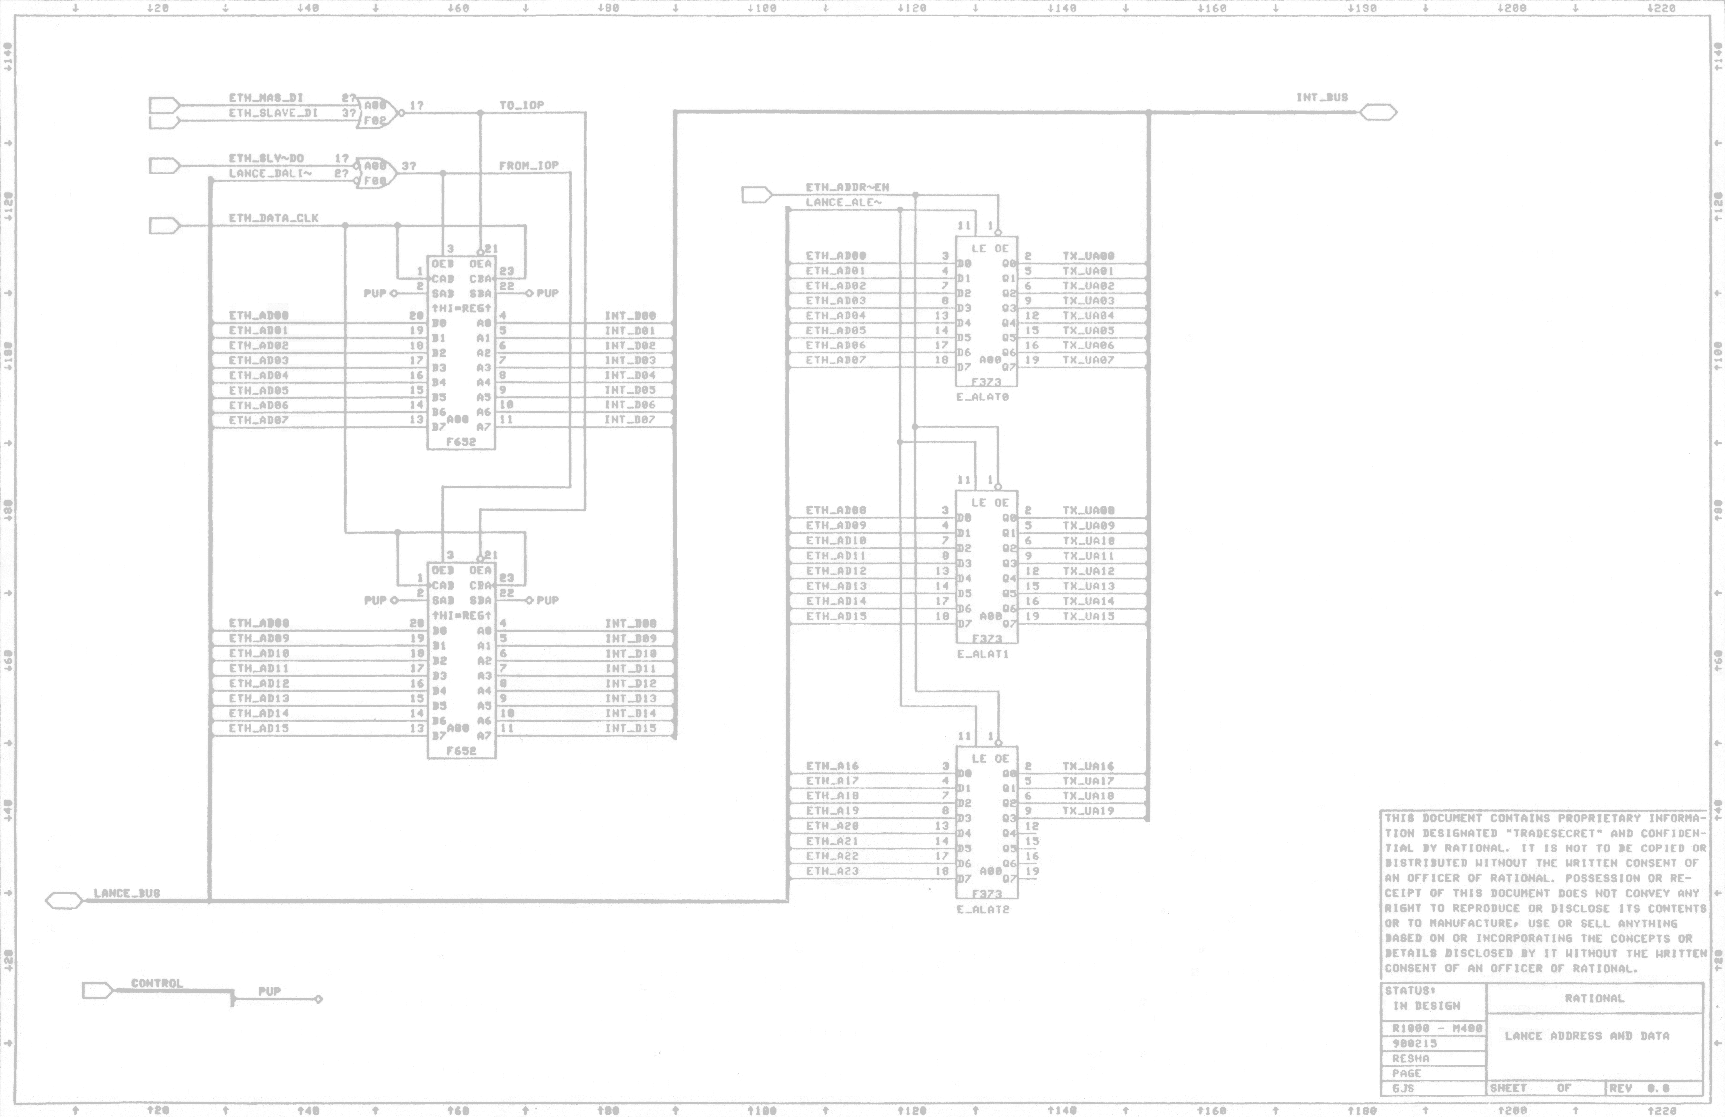 ↓20 ↓40 ↓60 ↓80 ↓100 ↓120 ↓140 ↓160 ↓180 ↓200 ↓220
ETH_MAS_DI 2? A00 1? TO_IOP
ETH_SLAVE_DI 3? F02
INT_BUS
ETH_SLV~DO 1? A00 3? FROM_IOP
LANCE_DALI~ 2? F00
ETH_DATA_CLK
ETH_ADDR~EN
LANCE_ALE~
3 21
OEB OEA
1 CAB CBA 23
2 SAB SBA 22
PUP PUP
↑HI=REG↑
ETH_AD00 20 B0 A0 4 INT_D00
ETH_AD01 19 B1 A1 5 INT_D01
ETH_AD02 18 B2 A2 6 INT_D02
ETH_AD03 17 B3 A3 7 INT_D03
ETH_AD04 16 B4 A4 8 INT_D04
ETH_AD05 15 B5 A5 9 INT_D05
ETH_AD06 14 B6 A6 10 INT_D06
ETH_AD07 13 B7 A00 A7 11 INT_D07
F652
11 1
LE OE
ETH_AD00 3 D0 Q0 2 TX_UA00
ETH_AD01 4 D1 Q1 5 TX_UA01
ETH_AD02 7 D2 Q2 6 TX_UA02
ETH_AD03 8 D3 Q3 9 TX_UA03
ETH_AD04 13 D4 Q4 12 TX_UA04
ETH_AD05 14 D5 Q5 15 TX_UA05
ETH_AD06 17 D6 Q6 16 TX_UA06
ETH_AD07 18 D7 A00 Q7 19 TX_UA07
F373
E_ALAT0
3 21
OEB OEA
1 CAB CBA 23
2 SAB SBA 22
PUP PUP
↑HI=REG↑
ETH_AD08 20 B0 A0 4 INT_D08
ETH_AD09 19 B1 A1 5 INT_D09
ETH_AD10 18 B2 A2 6 INT_D10
ETH_AD11 17 B3 A3 7 INT_D11
ETH_AD12 16 B4 A4 8 INT_D12
ETH_AD13 15 B5 A5 9 INT_D13
ETH_AD14 14 B6 A6 10 INT_D14
ETH_AD15 13 B7 A00 A7 11 INT_D15
F652
11 1
LE OE
ETH_AD08 3 D0 Q0 2 TX_UA08
ETH_AD09 4 D1 Q1 5 TX_UA09
ETH_AD10 7 D2 Q2 6 TX_UA10
ETH_AD11 8 D3 Q3 9 TX_UA11
ETH_AD12 13 D4 Q4 12 TX_UA12
ETH_AD13 14 D5 Q5 15 TX_UA13
ETH_AD14 17 D6 Q6 16 TX_UA14
ETH_AD15 18 D7 A00 Q7 19 TX_UA15
F373
E_ALAT1
11 1
LE OE
ETH_A16 3 D0 Q0 2 TX_UA16
ETH_A17 4 D1 Q1 5 TX_UA17
ETH_A18 7 D2 Q2 6 TX_UA18
ETH_A19 8 D3 Q3 9 TX_UA19
ETH_A20 13 D4 Q4 12
ETH_A21 14 D5 Q5 15
ETH_A22 17 D6 Q6 16
ETH_A23 18 D7 A00 Q7 19
F373
E_ALAT2
LANCE_BUS
CONTROL PUP
THIS DOCUMENT CONTAINS PROPRIETARY INFORMA-
TION DESIGNATED "TRADESECRET" AND CONFIDEN-
TIAL BY RATIONAL. IT IS NOT TO BE COPIED OR
DISTRIBUTED WITHOUT THE WRITTEN CONSENT OF
AN OFFICER OF RATIONAL. POSSESSION OR RE-
CEIPT OF THIS DOCUMENT DOES NOT CONVEY ANY
RIGHT TO REPRODUCE OR DISCLOSE ITS CONTENTS
OR TO MANUFACTURE, USE OR SELL ANYTHING
BASED ON OR INCORPORATING THE CONCEPTS OR
DETAILS DISCLOSED BY IT WITHOUT THE WRITTEN
CONSENT OF AN OFFICER OF RATIONAL.
STATUS:
IN DESIGN
RATIONAL
R1000 - M400
900215
RESHA
PAGE
GJS
LANCE ADDRESS AND DATA
SHEET OF REV 0.0
↑20 ↑40 ↑60 ↑80 ↑100 ↑120 ↑140 ↑160 ↑180 ↑200 ↑220